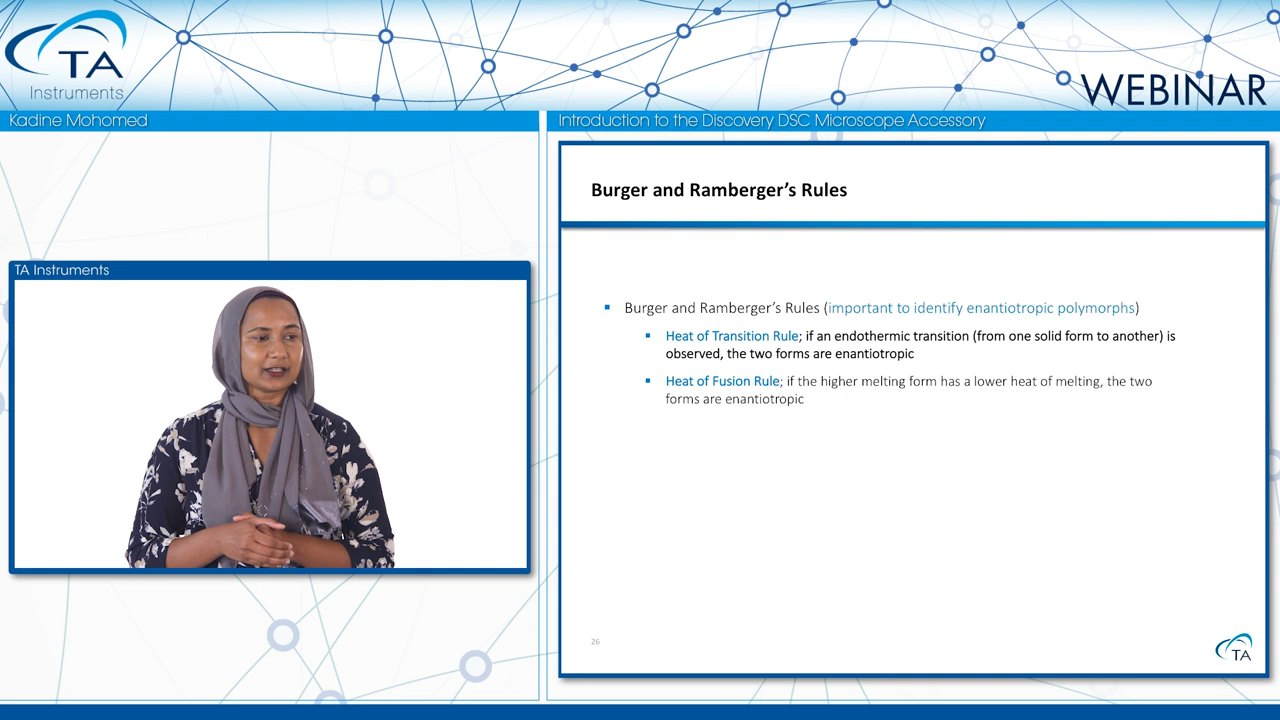 TA
Instruments
WEBINAR
Kadine Mohomed
Introduction to the Discovery DSC Microscope Accessory
TA Instruments
Burger and Ramberger’s Rules
▪ Burger and Ramberger’s Rules (important to identify enantiotropic polymorphs)
▪ Heat of Transition Rule; if an endothermic transition (from one solid form to another) is
observed, the two forms are enantiotropic
▪ Heat of Fusion Rule; if the higher melting form has a lower heat of melting, the two
forms are enantiotropic
26
TA